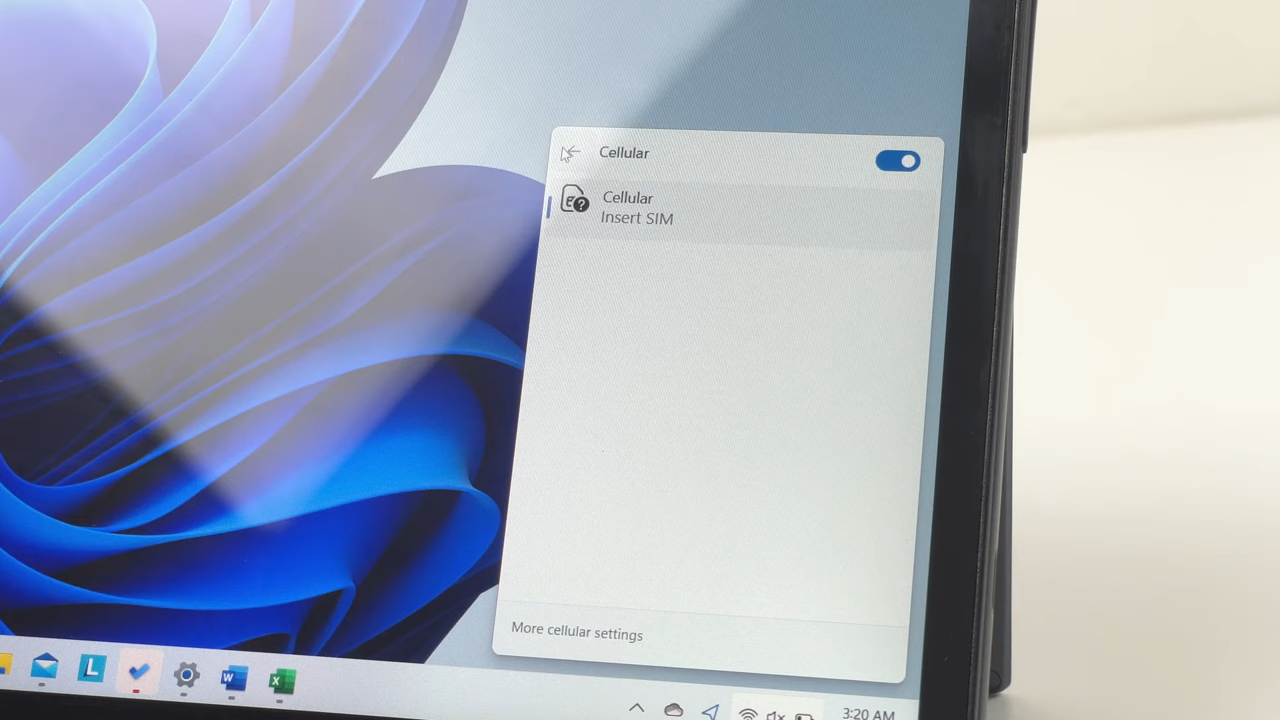 Cellular
Cellular
Insert SIM
More cellular settings
L
W
X
3:20 AM